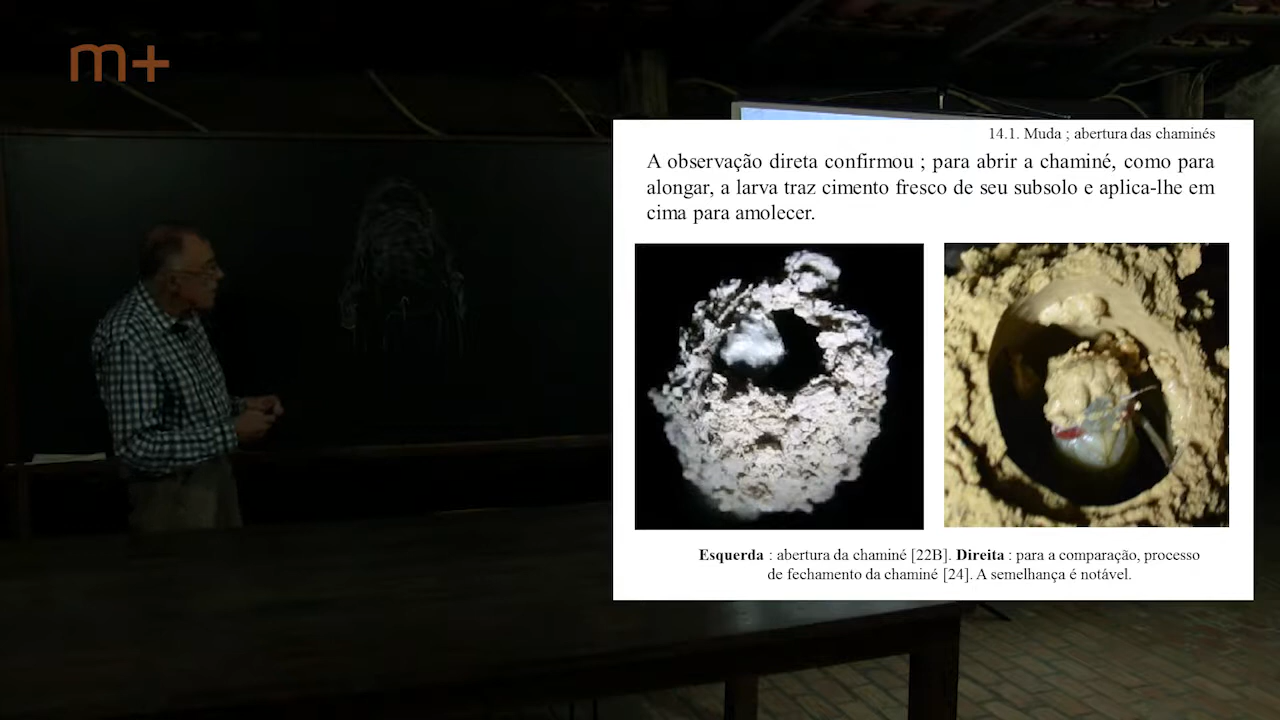 m+
14.1. Muda ; abertura das chaminés
A observação direta confirmou ; para abrir a chaminé, como para
alongar, a larva traz cimento fresco de seu subsolo e aplica-lhe em
cima para amolecer.
Esquerda : abertura da chaminé [22B]. Direita : para a comparação, processo
de fechamento da chaminé [24]. A semelhança é notável.